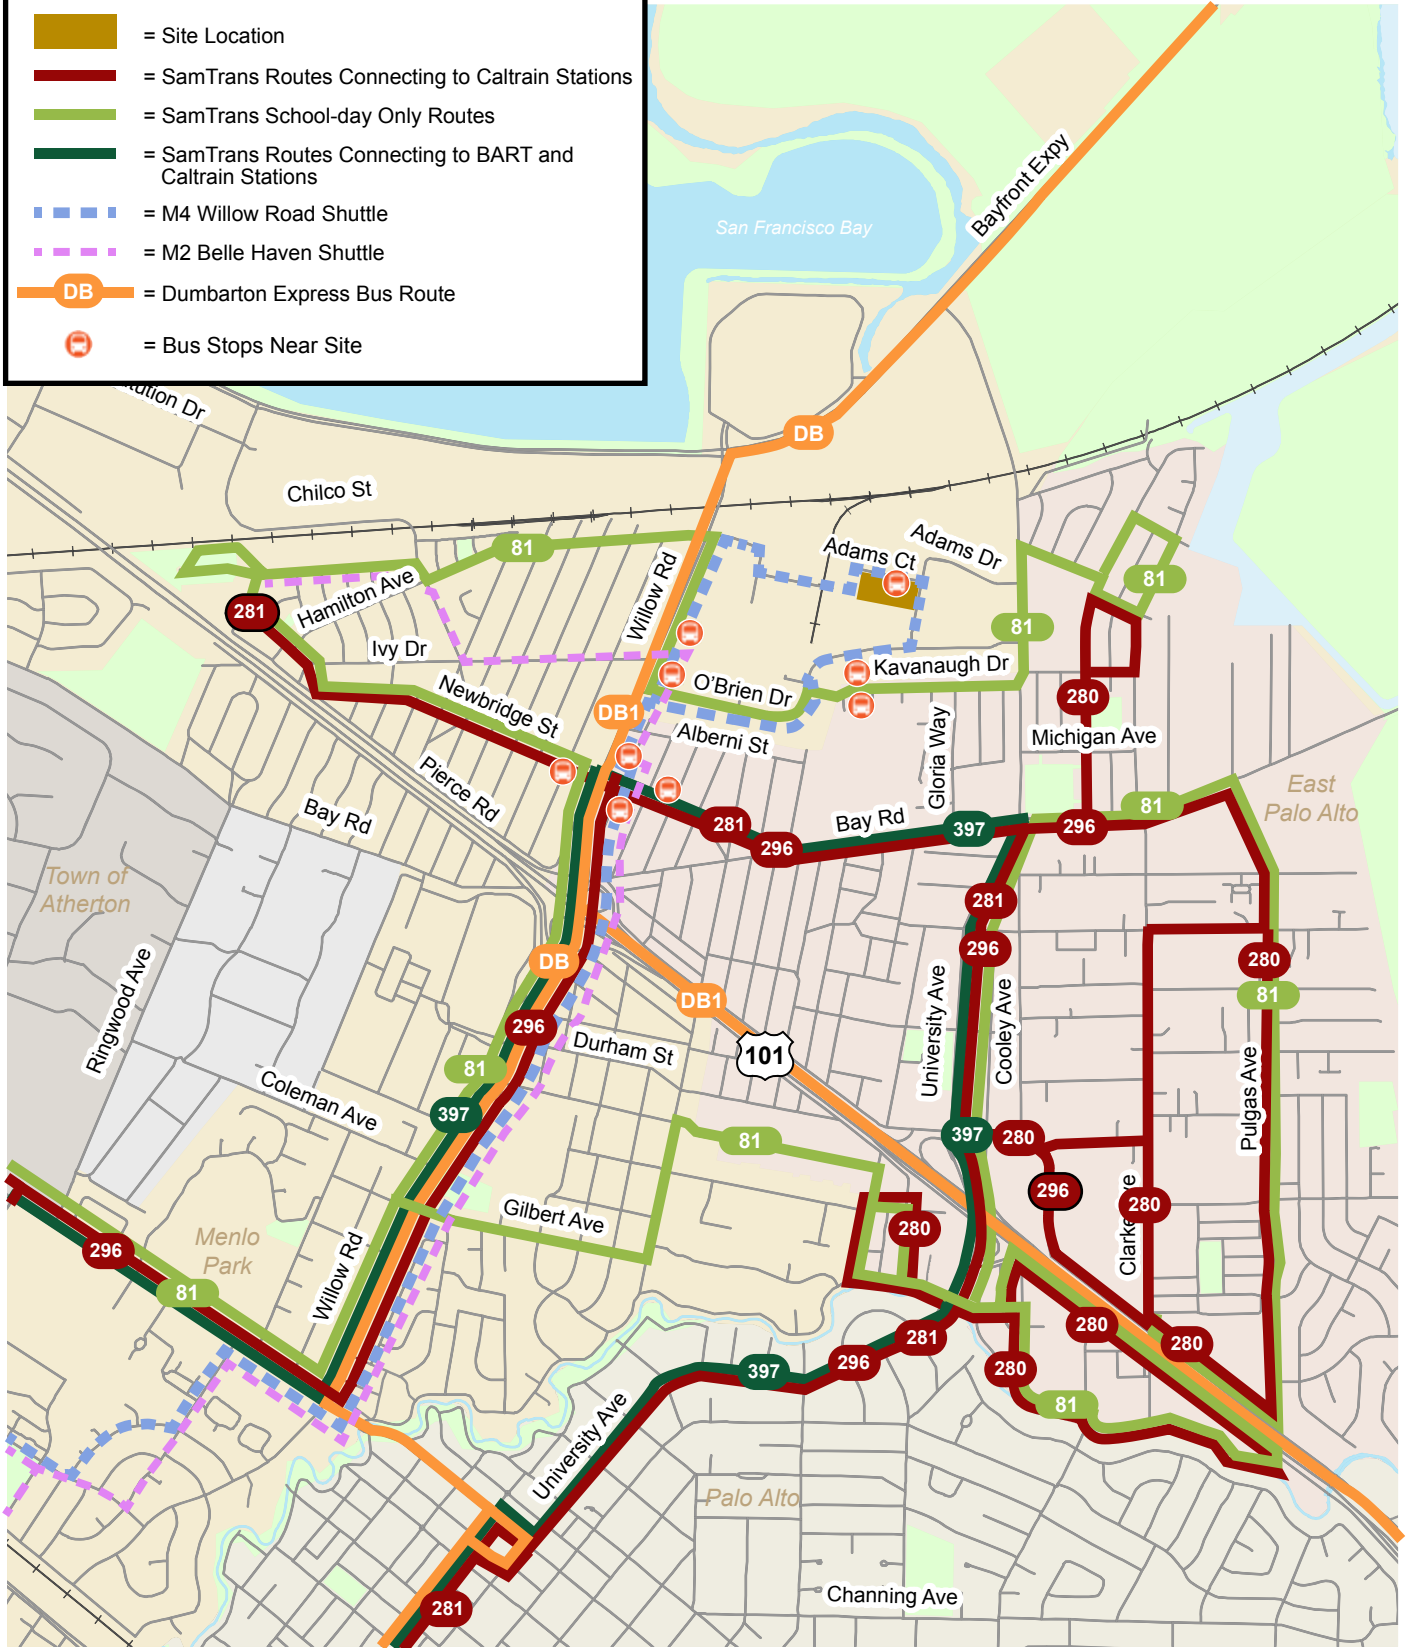 = Site Location
= SamTrans Routes Connecting to Caltrain Stations
= SamTrans School-day Only Routes
= SamTrans Routes Connecting to BART and
Caltrain Stations
= M4 Willow Road Shuttle
= M2 Belle Haven Shuttle
DB = Dumbarton Express Bus Route
= Bus Stops Near Site
San Francisco Bay
Bayfront Expy
DB
Chilco St
81
Adams Ct
Adams Dr
Willow Rd
81
Hamilton Ave
281
81
Ivy Dr
Kavanaugh Dr
O'Brien Dr
280
Newbridge St
DB1
Alberni St
Gloria Way
Michigan Ave
Pierce Rd
East
Palo Alto
Bay Rd
81
281
Bay Rd
397
296
296
Town of
Atherton
281
296
DB
280
Ringwood Ave
DB1
81
University Ave
Cooley Ave
296
Durham St
101
81
Coleman Ave
Pulgas Ave
397
397
280
81
296
280
Gilbert Ave
280
Menlo
Park
296
Willow Rd
81
280
281
280
296
397
280
81
University Ave
Palo Alto
Channing Ave
281